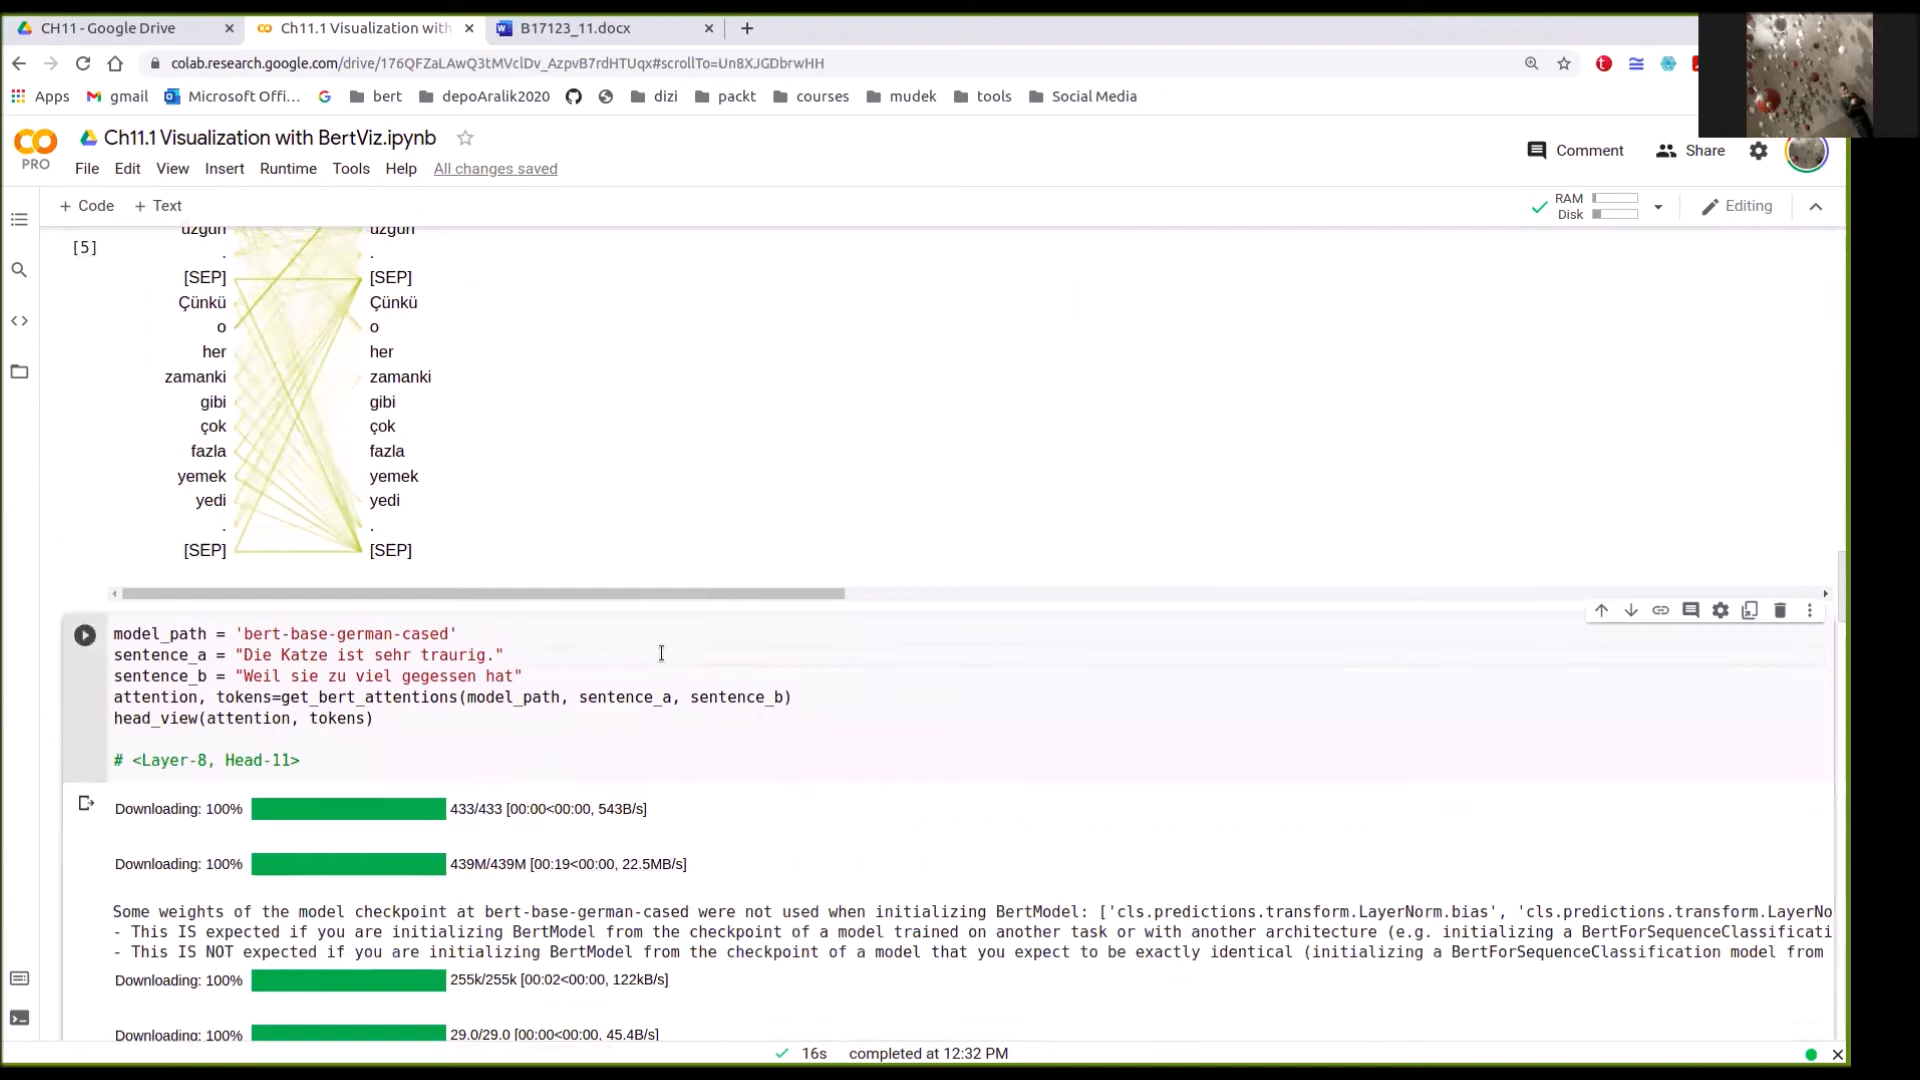 CH11 - Google Drive
Ch11.1 Visualization with
B17123_11.docx
colab.research.google.com/drive/176QFZaLAwQ3tMVclDv_AzpvB7rdHTUqx#scrollTo=Un8XJGDbrwHH
Apps gmail Microsoft Offi... bert depoAralik2020 dizi packt courses mudek tools Social Media
PRO
Ch11.1 Visualization with BertViz.ipynb
File Edit View Insert Runtime Tools Help All changes saved
Comment Share
+ Code + Text
RAM
Disk
Editing
[5]
üzgün üzgün
. .
[SEP] [SEP]
Çünkü Çünkü
o o
her her
zamanki zamanki
gibi gibi
çok çok
fazla fazla
yemek yemek
yedi yedi
. .
[SEP] [SEP]
model_path = 'bert-base-german-cased'
sentence_a = "Die Katze ist sehr traurig."
sentence_b = "Weil sie zu viel gegessen hat"
attention, tokens=get_bert_attentions(model_path, sentence_a, sentence_b)
head_view(attention, tokens)
# <Layer-8, Head-11>
Downloading: 100% 433/433 [00:00<00:00, 543B/s]
Downloading: 100% 439M/439M [00:19<00:00, 22.5MB/s]
Some weights of the model checkpoint at bert-base-german-cased were not used when initializing BertModel: ['cls.predictions.transform.LayerNorm.bias', 'cls.predictions.transform.LayerNo
- This IS expected if you are initializing BertModel from the checkpoint of a model trained on another task or with another architecture (e.g. initializing a BertForSequenceClassificati
- This IS NOT expected if you are initializing BertModel from the checkpoint of a model that you expect to be exactly identical (initializing a BertForSequenceClassification model from
Downloading: 100% 255k/255k [00:02<00:00, 122kB/s]
Downloading: 100% 29.0/29.0 [00:00<00:00, 45.4B/s]
16s completed at 12:32 PM